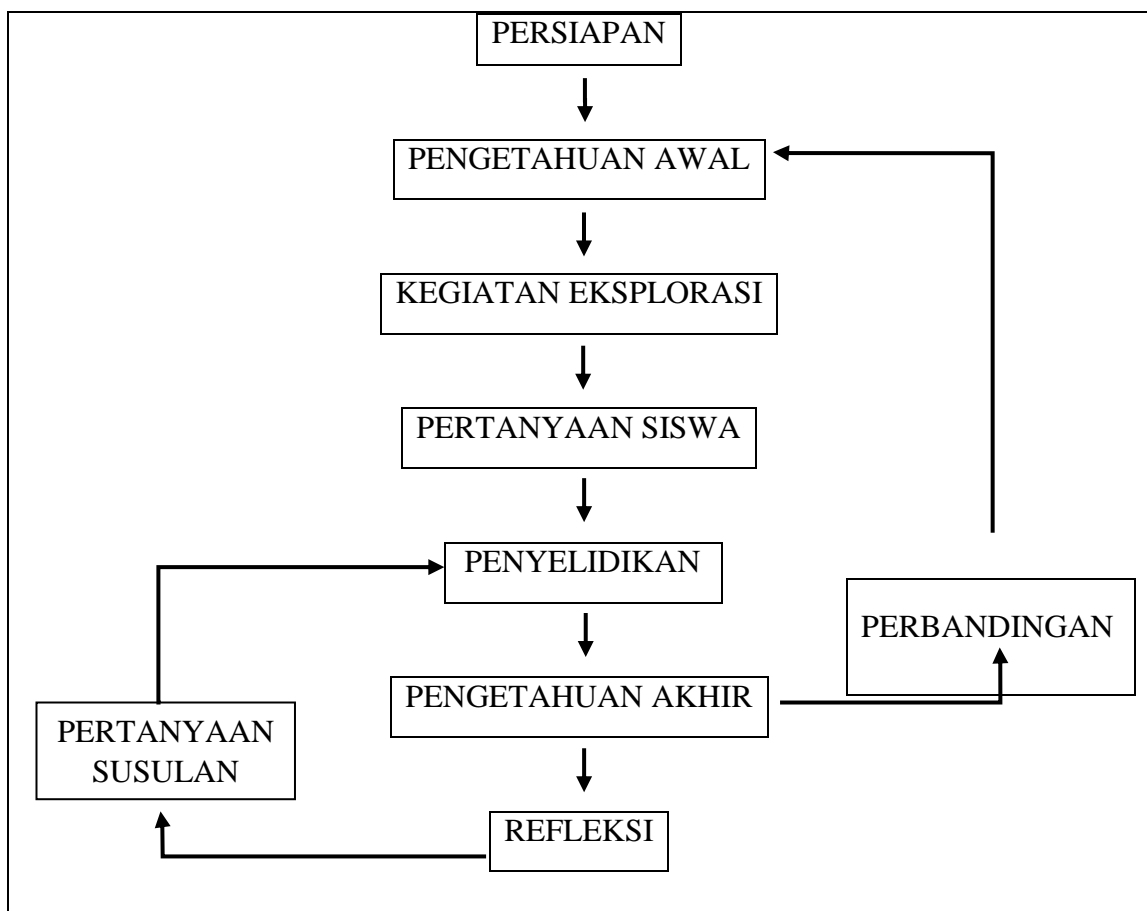 PERSIAPAN
PENGETAHUAN AWAL
KEGIATAN EKSPLORASI
PERTANYAAN SISWA
PENYELIDIKAN
PERBANDINGAN
PENGETAHUAN AKHIR
PERTANYAAN
SUSULAN
REFLEKSI